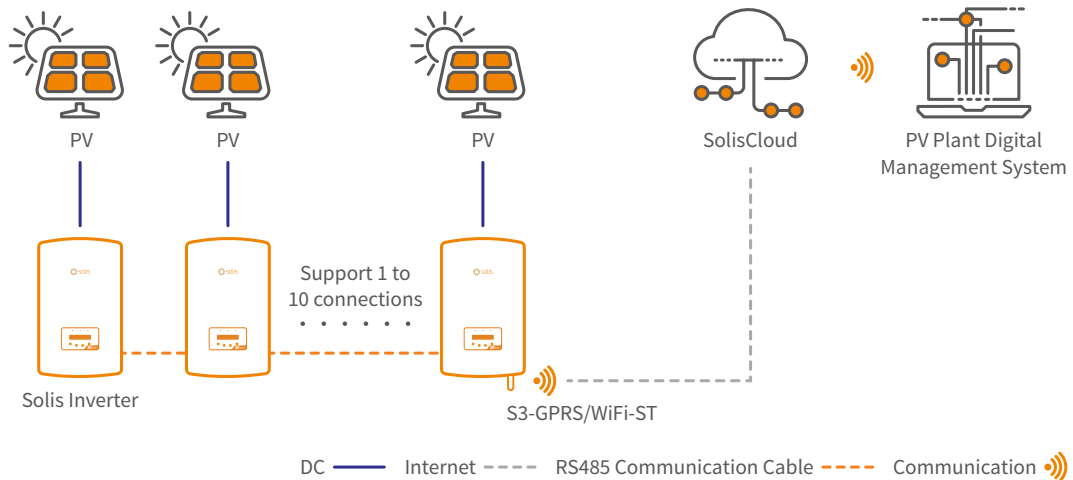 PV
PV
PV
SolisCloud
PV Plant Digital
Management System
solis
solis
solis
Support 1 to
10 connections
Solis Inverter
S3-GPRS/WiFi-ST
DC
Internet
RS485 Communication Cable
Communication